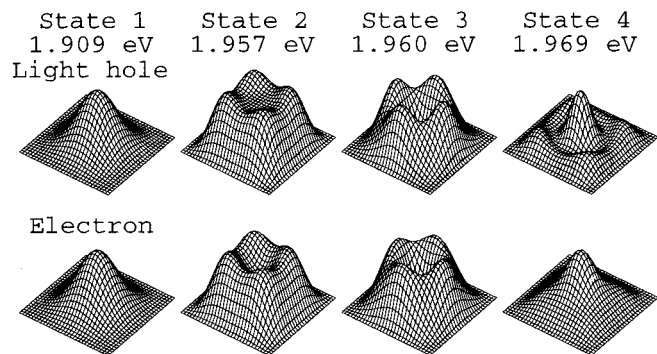 State 1 State 2 State 3 State 4
1.909 eV 1.957 eV 1.960 eV 1.969 eV
Light hole
Electron